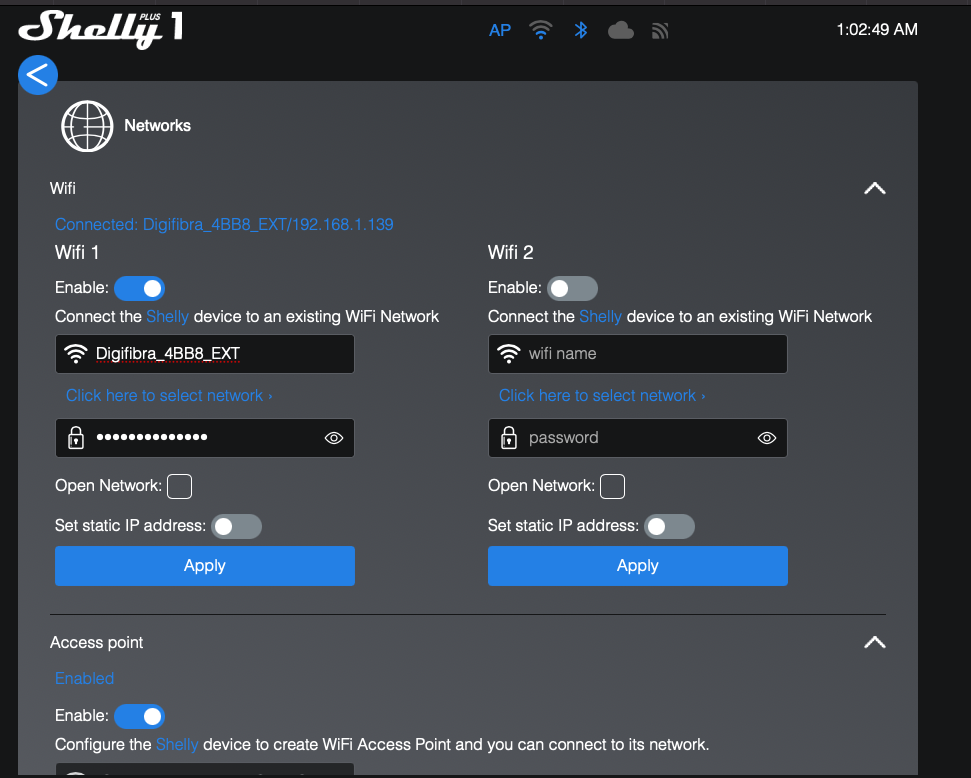 Shelly PLUS 1
AP
1:02:49 AM
Networks
Wifi
Connected: Digifibra_4BB8_EXT/192.168.1.139
Wifi 1
Enable:
Connect the Shelly device to an existing WiFi Network
Digifibra_4BB8_EXT
Click here to select network ›
••••••••••••••
Open Network:
Set static IP address:
Apply
Wifi 2
Enable:
Connect the Shelly device to an existing WiFi Network
wifi name
Click here to select network ›
password
Open Network:
Set static IP address:
Apply
Access point
Enabled
Enable:
Configure the Shelly device to create WiFi Access Point and you can connect to its network.